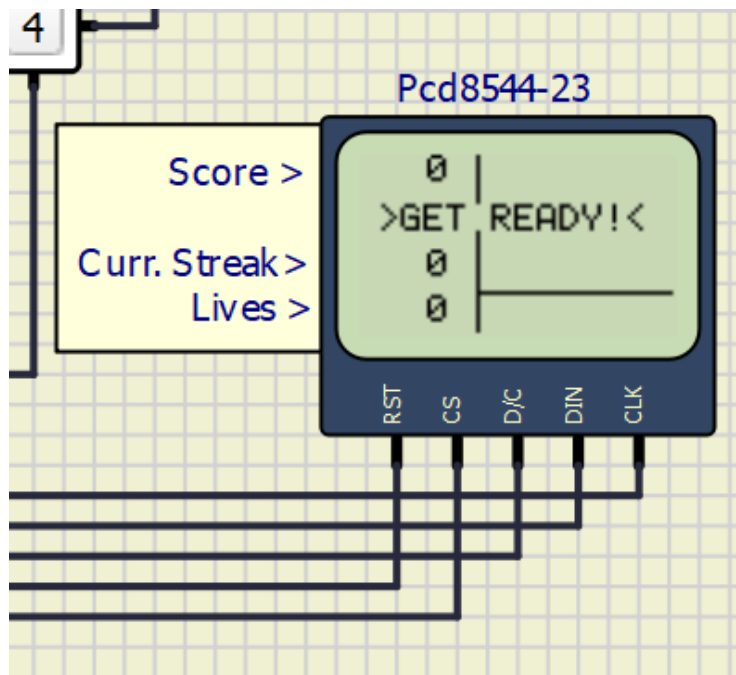 4
Pcd8544-23
Score > 0
>GET READY!<
Curr. Streak> 0
Lives > 0
RST CS D/C DIN CLK